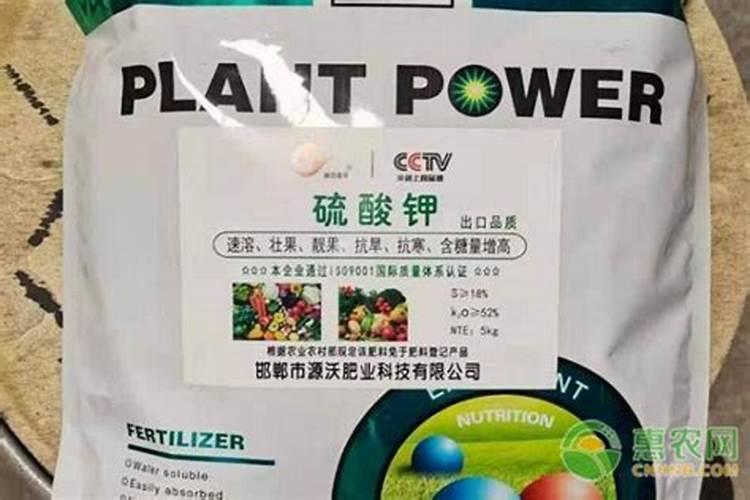 PLANT POWER
CCTV
硫酸钾 出口品质
速溶、壮果、靓果、抗旱、抗寒、含糖量增高
☆☆☆本企业通过ISO9001国际质量体系认证☆☆☆
S≥18%
k₂O≥52%
NTE: 5kg
根据农业农村部规定该肥料免于肥料登记产品
邯郸市源沃肥业科技有限公司
NUTRITION
FERTILIZER
Water soluble
Easily absorbed
惠农网
CNHNB.COM